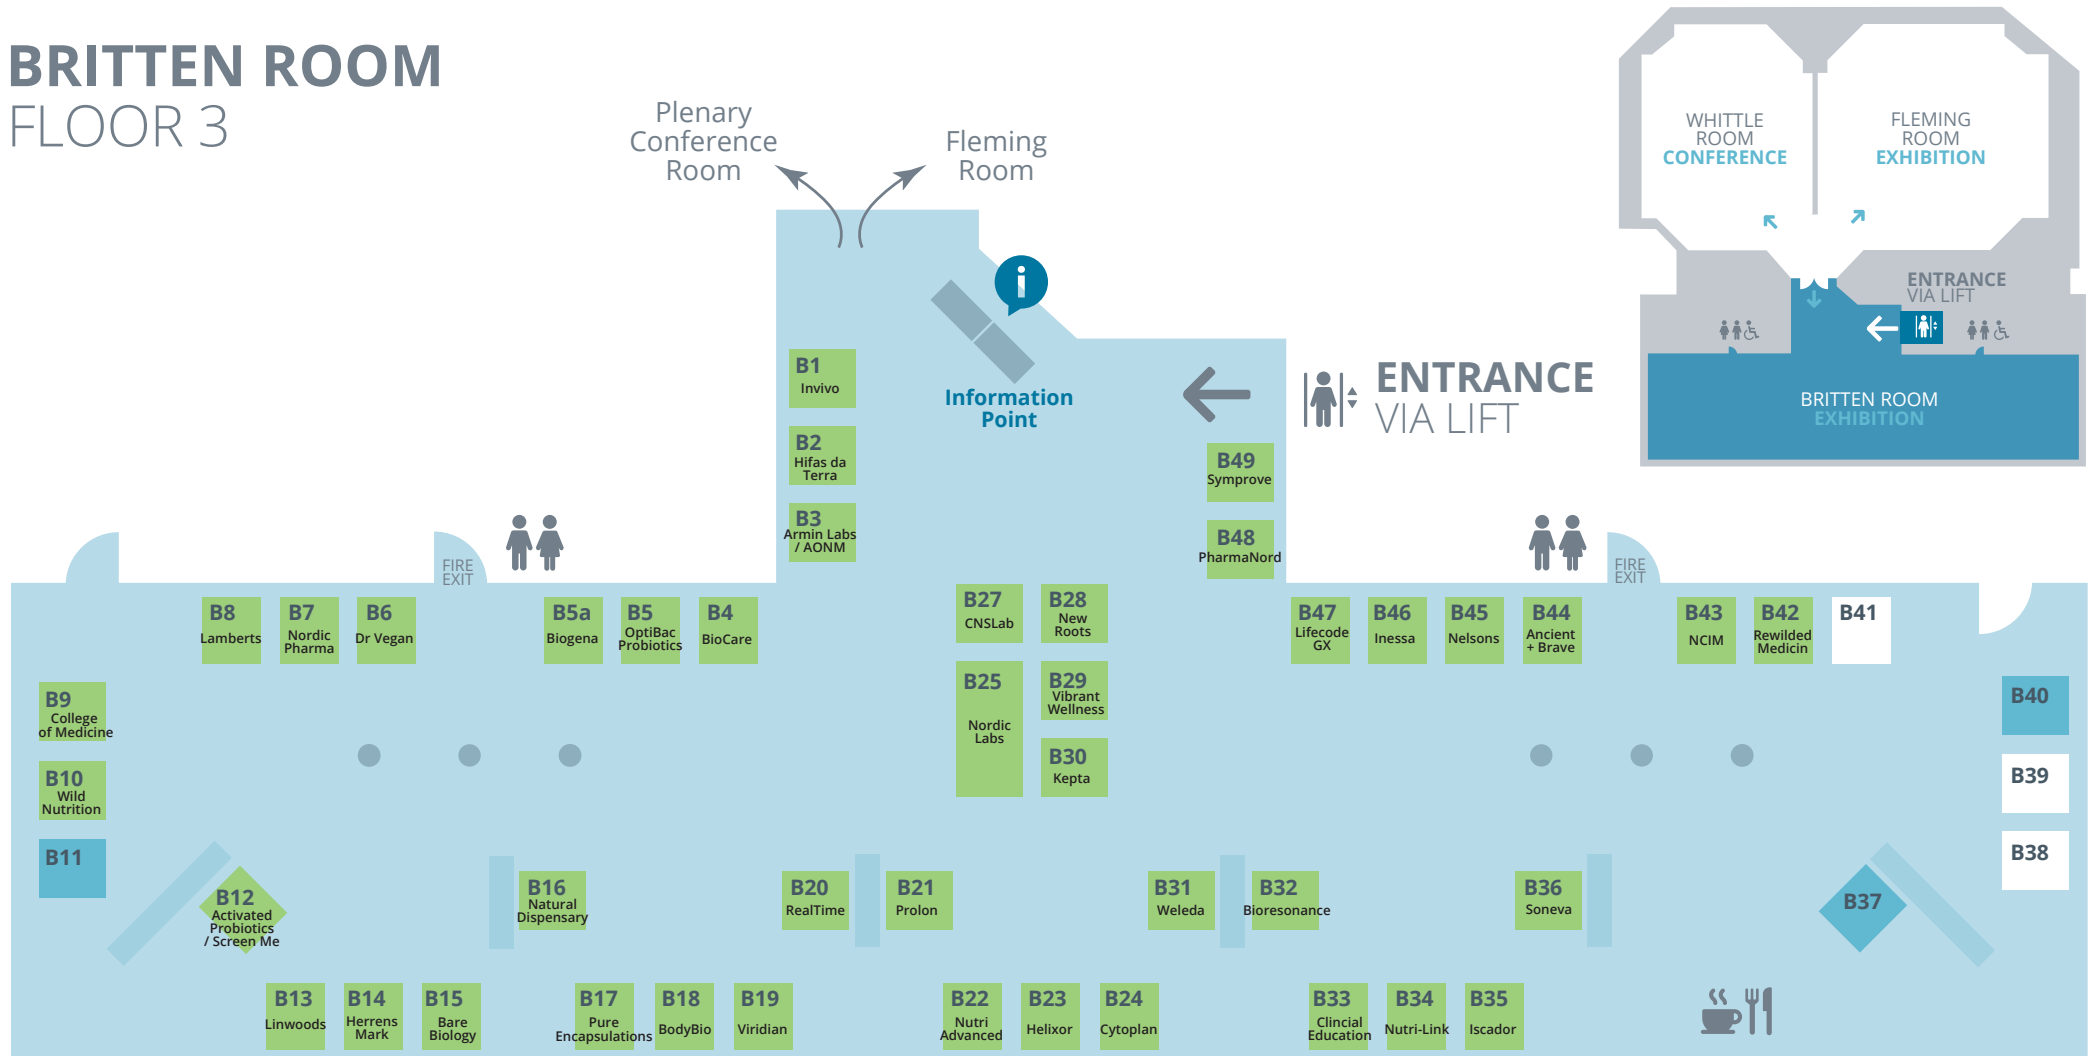 BRITTEN ROOM
FLOOR 3
Plenary
Conference
Room
Fleming
Room
WHITTLE
ROOM
CONFERENCE
FLEMING
ROOM
EXHIBITION
ENTRANCE
VIA LIFT
BRITTEN ROOM
EXHIBITION
i
Information
Point
ENTRANCE
VIA LIFT
B1
Invivo
B2
Hifas da
Terra
B3
Armin Labs
/ AONM
B49
Symprove
B48
PharmaNord
FIRE
EXIT
FIRE
EXIT
B8
Lamberts
B7
Nordic
Pharma
B6
Dr Vegan
B5a
Biogena
B5
OptiBac
Probiotics
B4
BioCare
B27
CNSLab
B28
New
Roots
B47
Lifecode
GX
B46
Inessa
B45
Nelsons
B44
Ancient
+ Brave
B43
NCIM
B42
Rewilded
Medicin
B41
B9
College
of Medicine
B25
Nordic
Labs
B29
Vibrant
Wellness
B30
Kepta
B40
B39
B38
B10
Wild
Nutrition
B11
B12
Activated
Probiotics
/ Screen Me
B16
Natural
Dispensary
B20
RealTime
B21
Prolon
B31
Weleda
B32
Bioresonance
B36
Soneva
B37
B13
Linwoods
B14
Herrens
Mark
B15
Bare
Biology
B17
Pure
Encapsulations
B18
BodyBio
B19
Viridian
B22
Nutri
Advanced
B23
Helixor
B24
Cytoplan
B33
Clincial
Education
B34
Nutri-Link
B35
Iscador